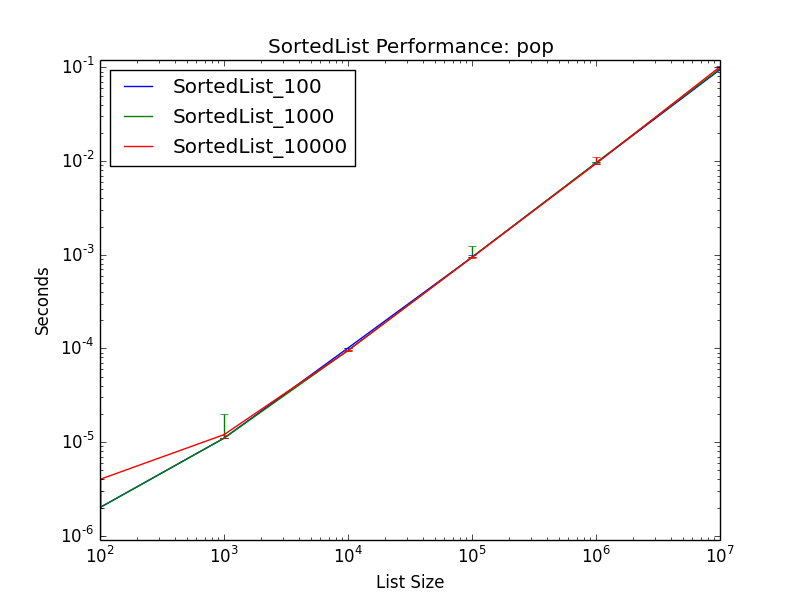 SortedList Performance: pop
SortedList_100
SortedList_1000
SortedList_10000
Seconds
10^-1
10^-2
10^-3
10^-4
10^-5
10^-6
10^2
10^3
10^4
10^5
10^6
10^7
List Size